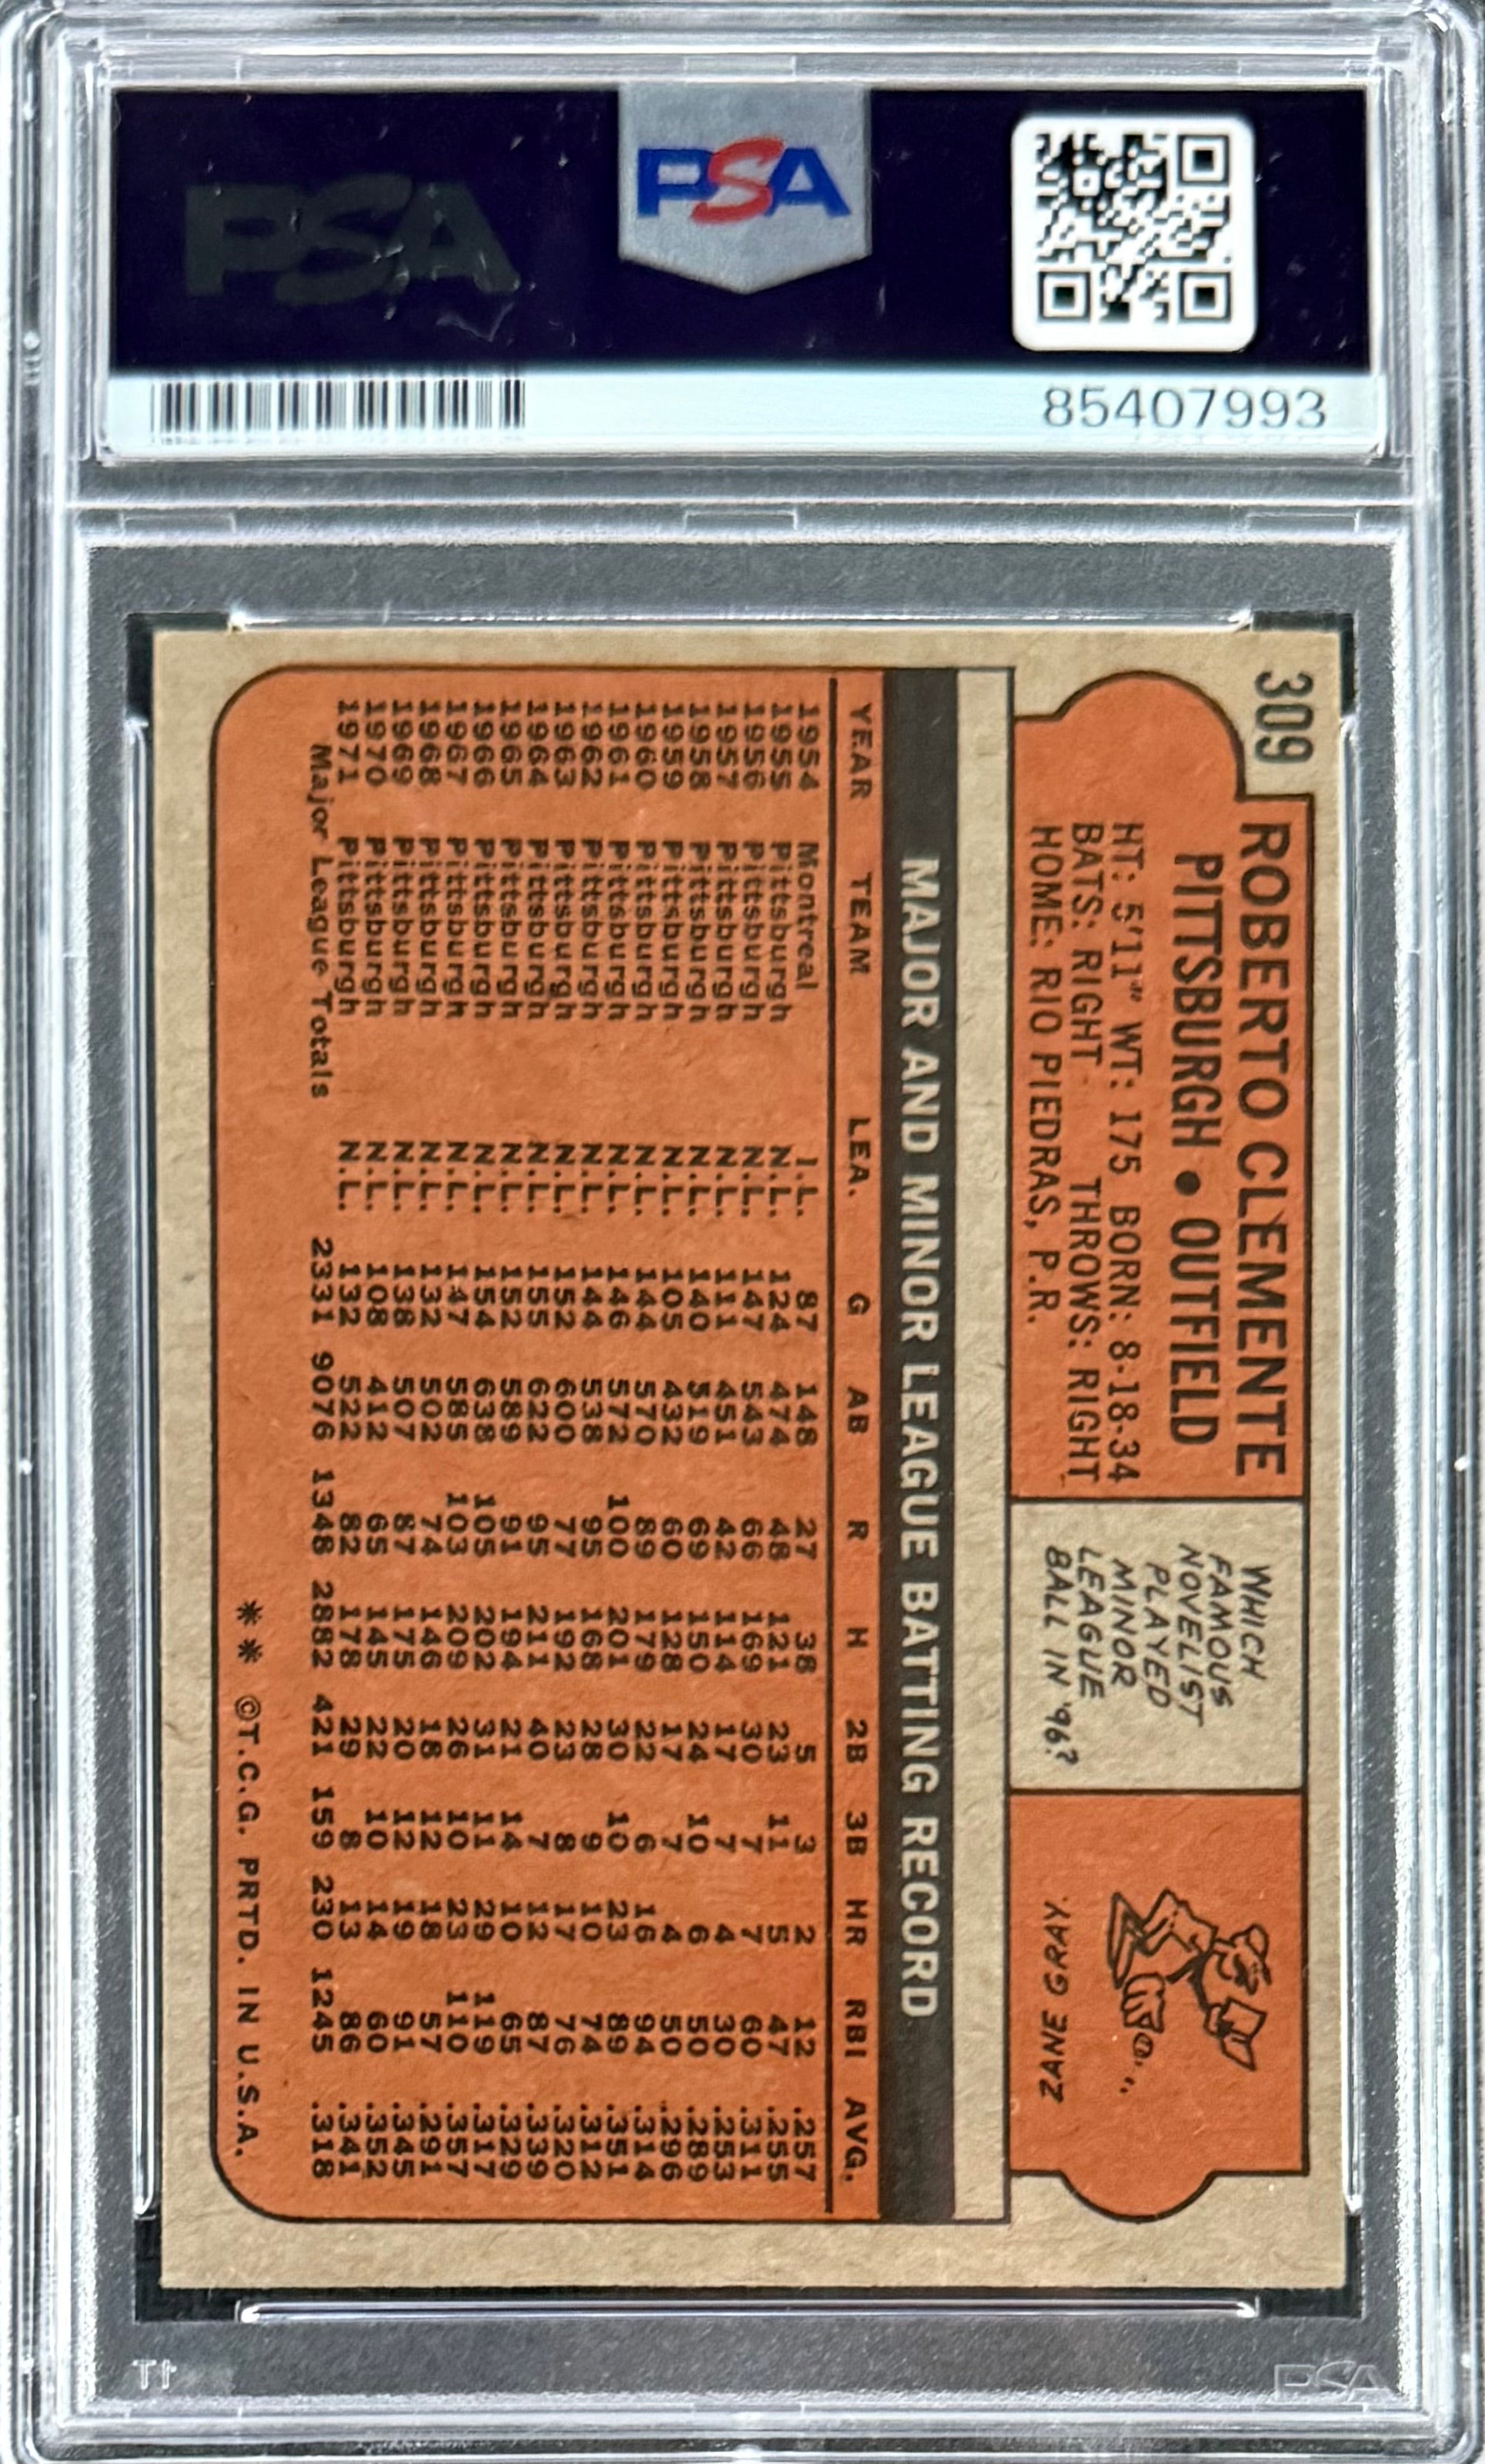 PSA
PSA
85407993
309
ROBERTO CLEMENTE
PITTSBURGH • OUTFIELD
HT: 5'11" WT: 175 BORN: 8-18-34
BATS: RIGHT THROWS: RIGHT
HOME: RIO PIEDRAS, P.R.
WHICH
FAMOUS
NOVELIST
PLAYED
MINOR
LEAGUE
BALL IN '96?
ZANE GRAY.
MAJOR AND MINOR LEAGUE BATTING RECORD
YEAR TEAM LEA. G AB R H 2B 3B HR RBI AVG.
1954 Montreal I.L. 87 148 27 38 5 3 2 12 .257
1955 Pittsburgh N.L. 124 474 48 121 23 11 5 47 .255
1956 Pittsburgh N.L. 147 543 66 169 30 7 7 60 .311
1957 Pittsburgh N.L. 111 451 42 114 17 7 4 30 .253
1958 Pittsburgh N.L. 140 519 69 150 24 10 6 50 .289
1959 Pittsburgh N.L. 105 432 60 128 17 7 4 50 .296
1960 Pittsburgh N.L. 144 570 89 179 22 6 16 94 .314
1961 Pittsburgh N.L. 146 572 100 201 30 10 23 89 .351
1962 Pittsburgh N.L. 144 538 95 168 28 9 10 74 .312
1963 Pittsburgh N.L. 152 600 77 192 23 8 17 76 .320
1964 Pittsburgh N.L. 155 622 95 211 40 7 12 87 .339
1965 Pittsburgh N.L. 152 589 91 194 21 14 10 65 .329
1966 Pittsburgh N.L. 154 638 105 202 31 11 29 119 .317
1967 Pittsburgh N.L. 147 585 103 209 26 10 23 110 .357
1968 Pittsburgh N.L. 132 502 74 146 18 12 18 57 .291
1969 Pittsburgh N.L. 138 507 87 175 20 12 19 91 .345
1970 Pittsburgh N.L. 108 412 65 145 22 10 14 60 .352
1971 Pittsburgh N.L. 132 522 82 178 29 8 13 86 .341
Major League Totals 2331 9076 1348 2882 421 159 230 1245 .318
** ©T.C.G. PRTD. IN U.S.A.
PSA